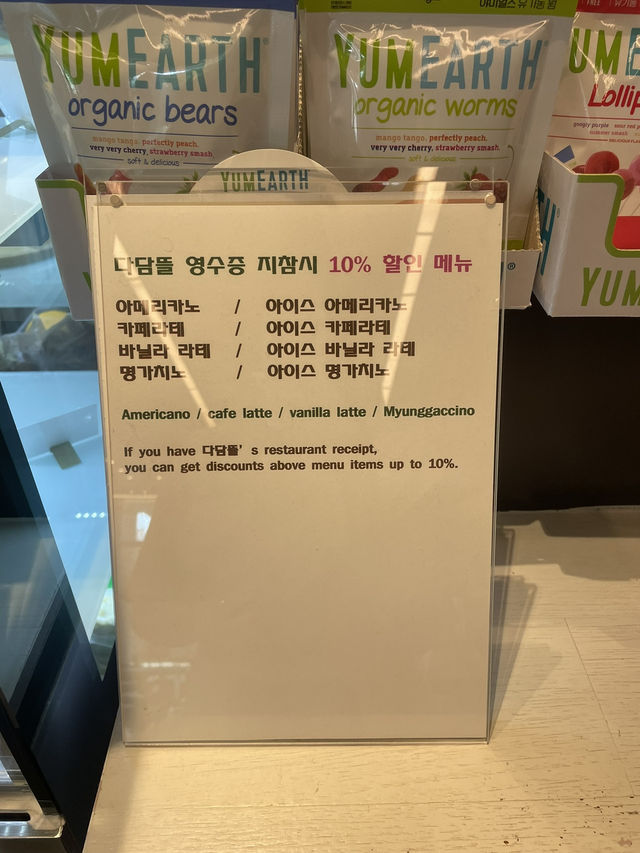 YUMEARTH
organic bears
mango tango, perfectly peach,
very very cherry, strawberry smash
soft & delicious
YUMEARTH
organic worms
mango tango, perfectly peach,
very very cherry, strawberry smash
soft & delicious
YUMEARTH
다담뜰 영수증 지참시 10% 할인 메뉴
아메리카노 / 아이스 아메리카노
카페라테 / 아이스 카페라테
바닐라 라테 / 아이스 바닐라 라테
명가치노 / 아이스 명가치노
Americano / cafe latte / vanilla latte / Myunggaccino
If you have 다담뜰's restaurant receipt,
you can get discounts above menu items up to 10%.
YUM